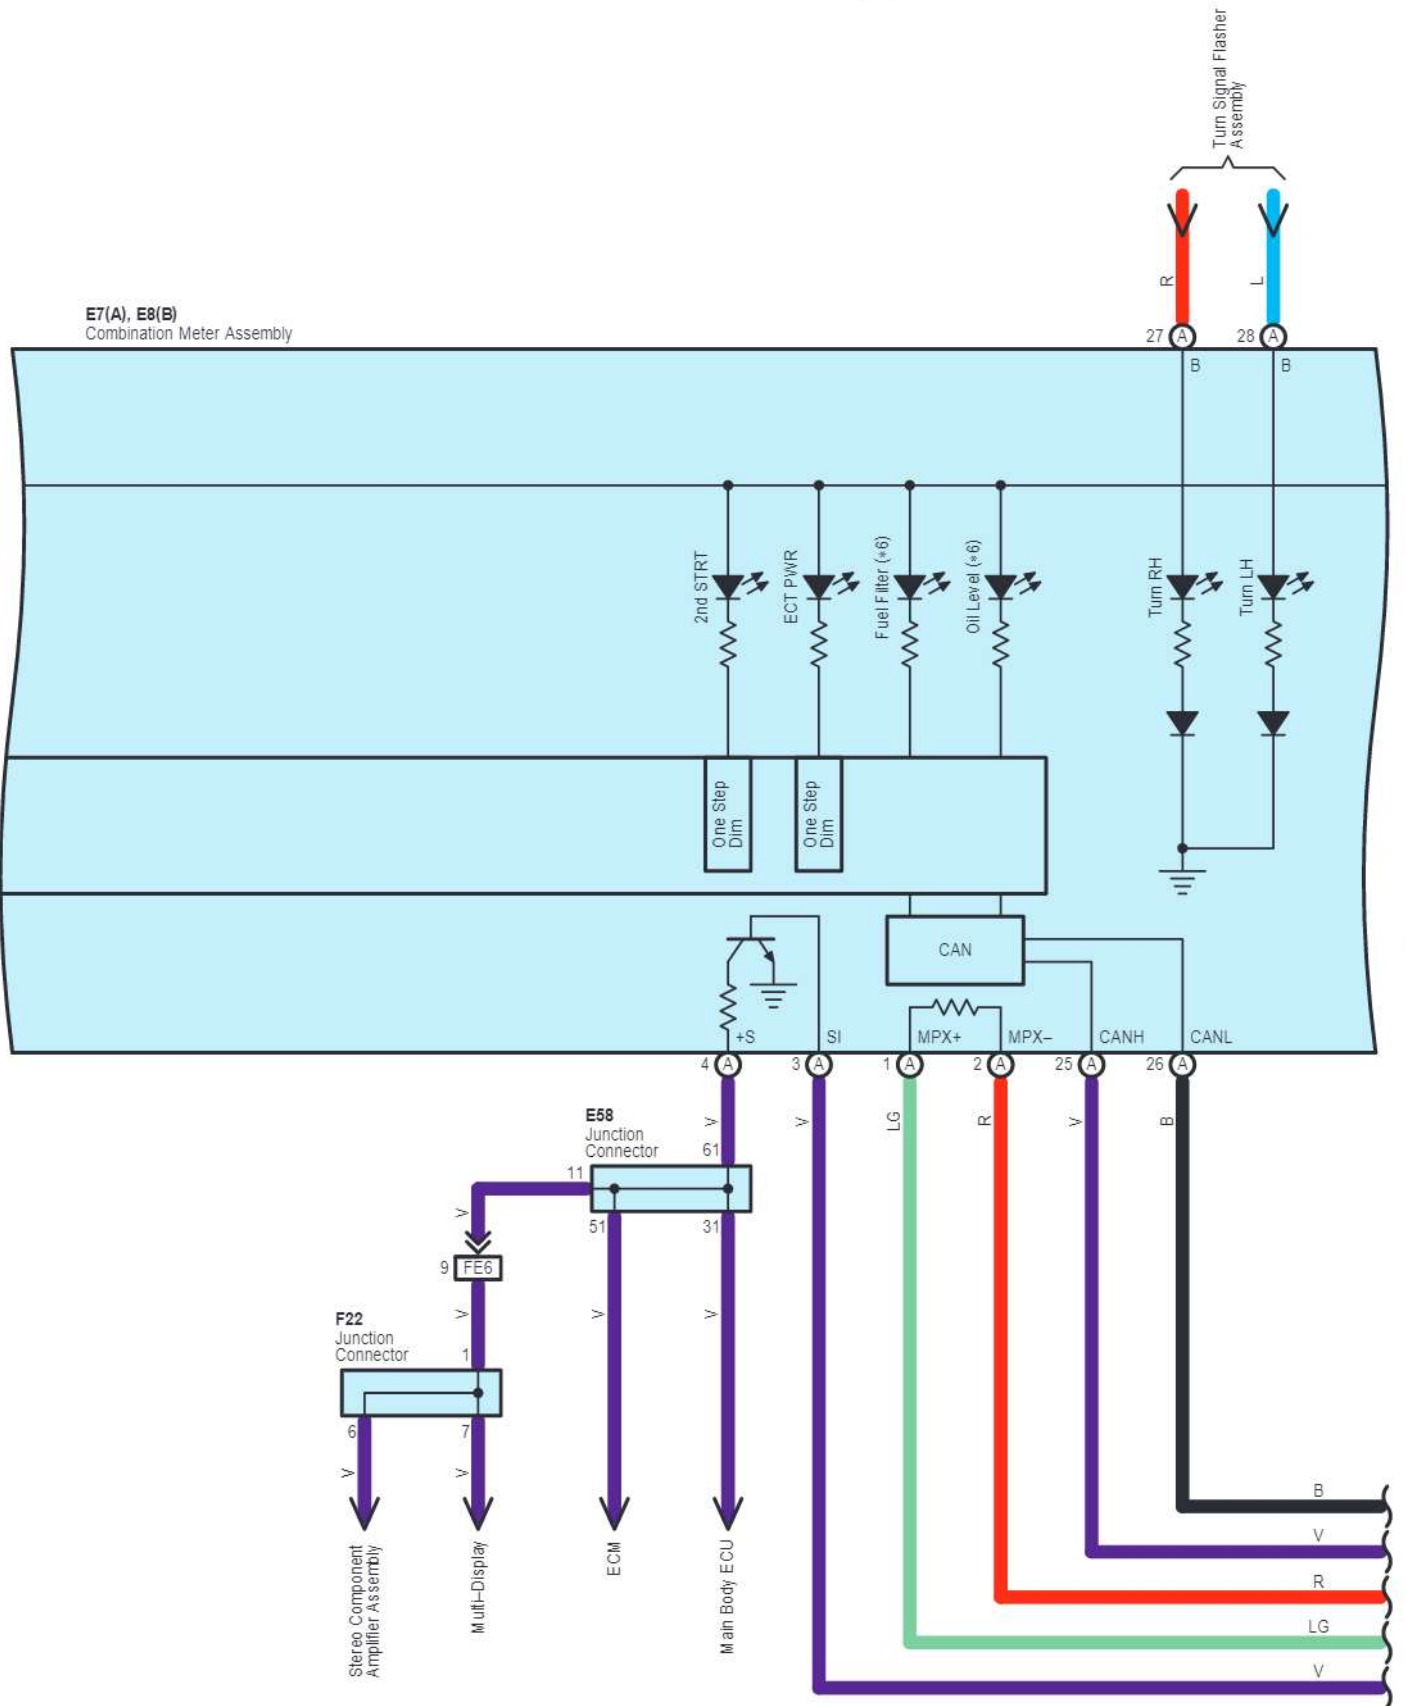 Turn Signal Flasher
Assembly
R
L
E7(A), E8(B)
Combination Meter Assembly
27
A
28
A
B
B
2nd STRT
ECT PWR
Fuel Filter (∗6)
Oil Level (∗6)
Turn RH
Turn LH
One Step
Dim
One Step
Dim
CAN
+S
SI
MPX+
MPX–
CANH
CANL
4
A
3
A
1
A
2
A
25
A
26
A
V
V
LG
R
V
B
E58
Junction
Connector
61
11
51
31
V
9
FE6
V
V
V
F22
Junction
Connector
1
6
7
V
V
B
V
R
LG
V
Stereo Component
Amplifier Assembly
Multi–Display
ECM
Main Body ECU